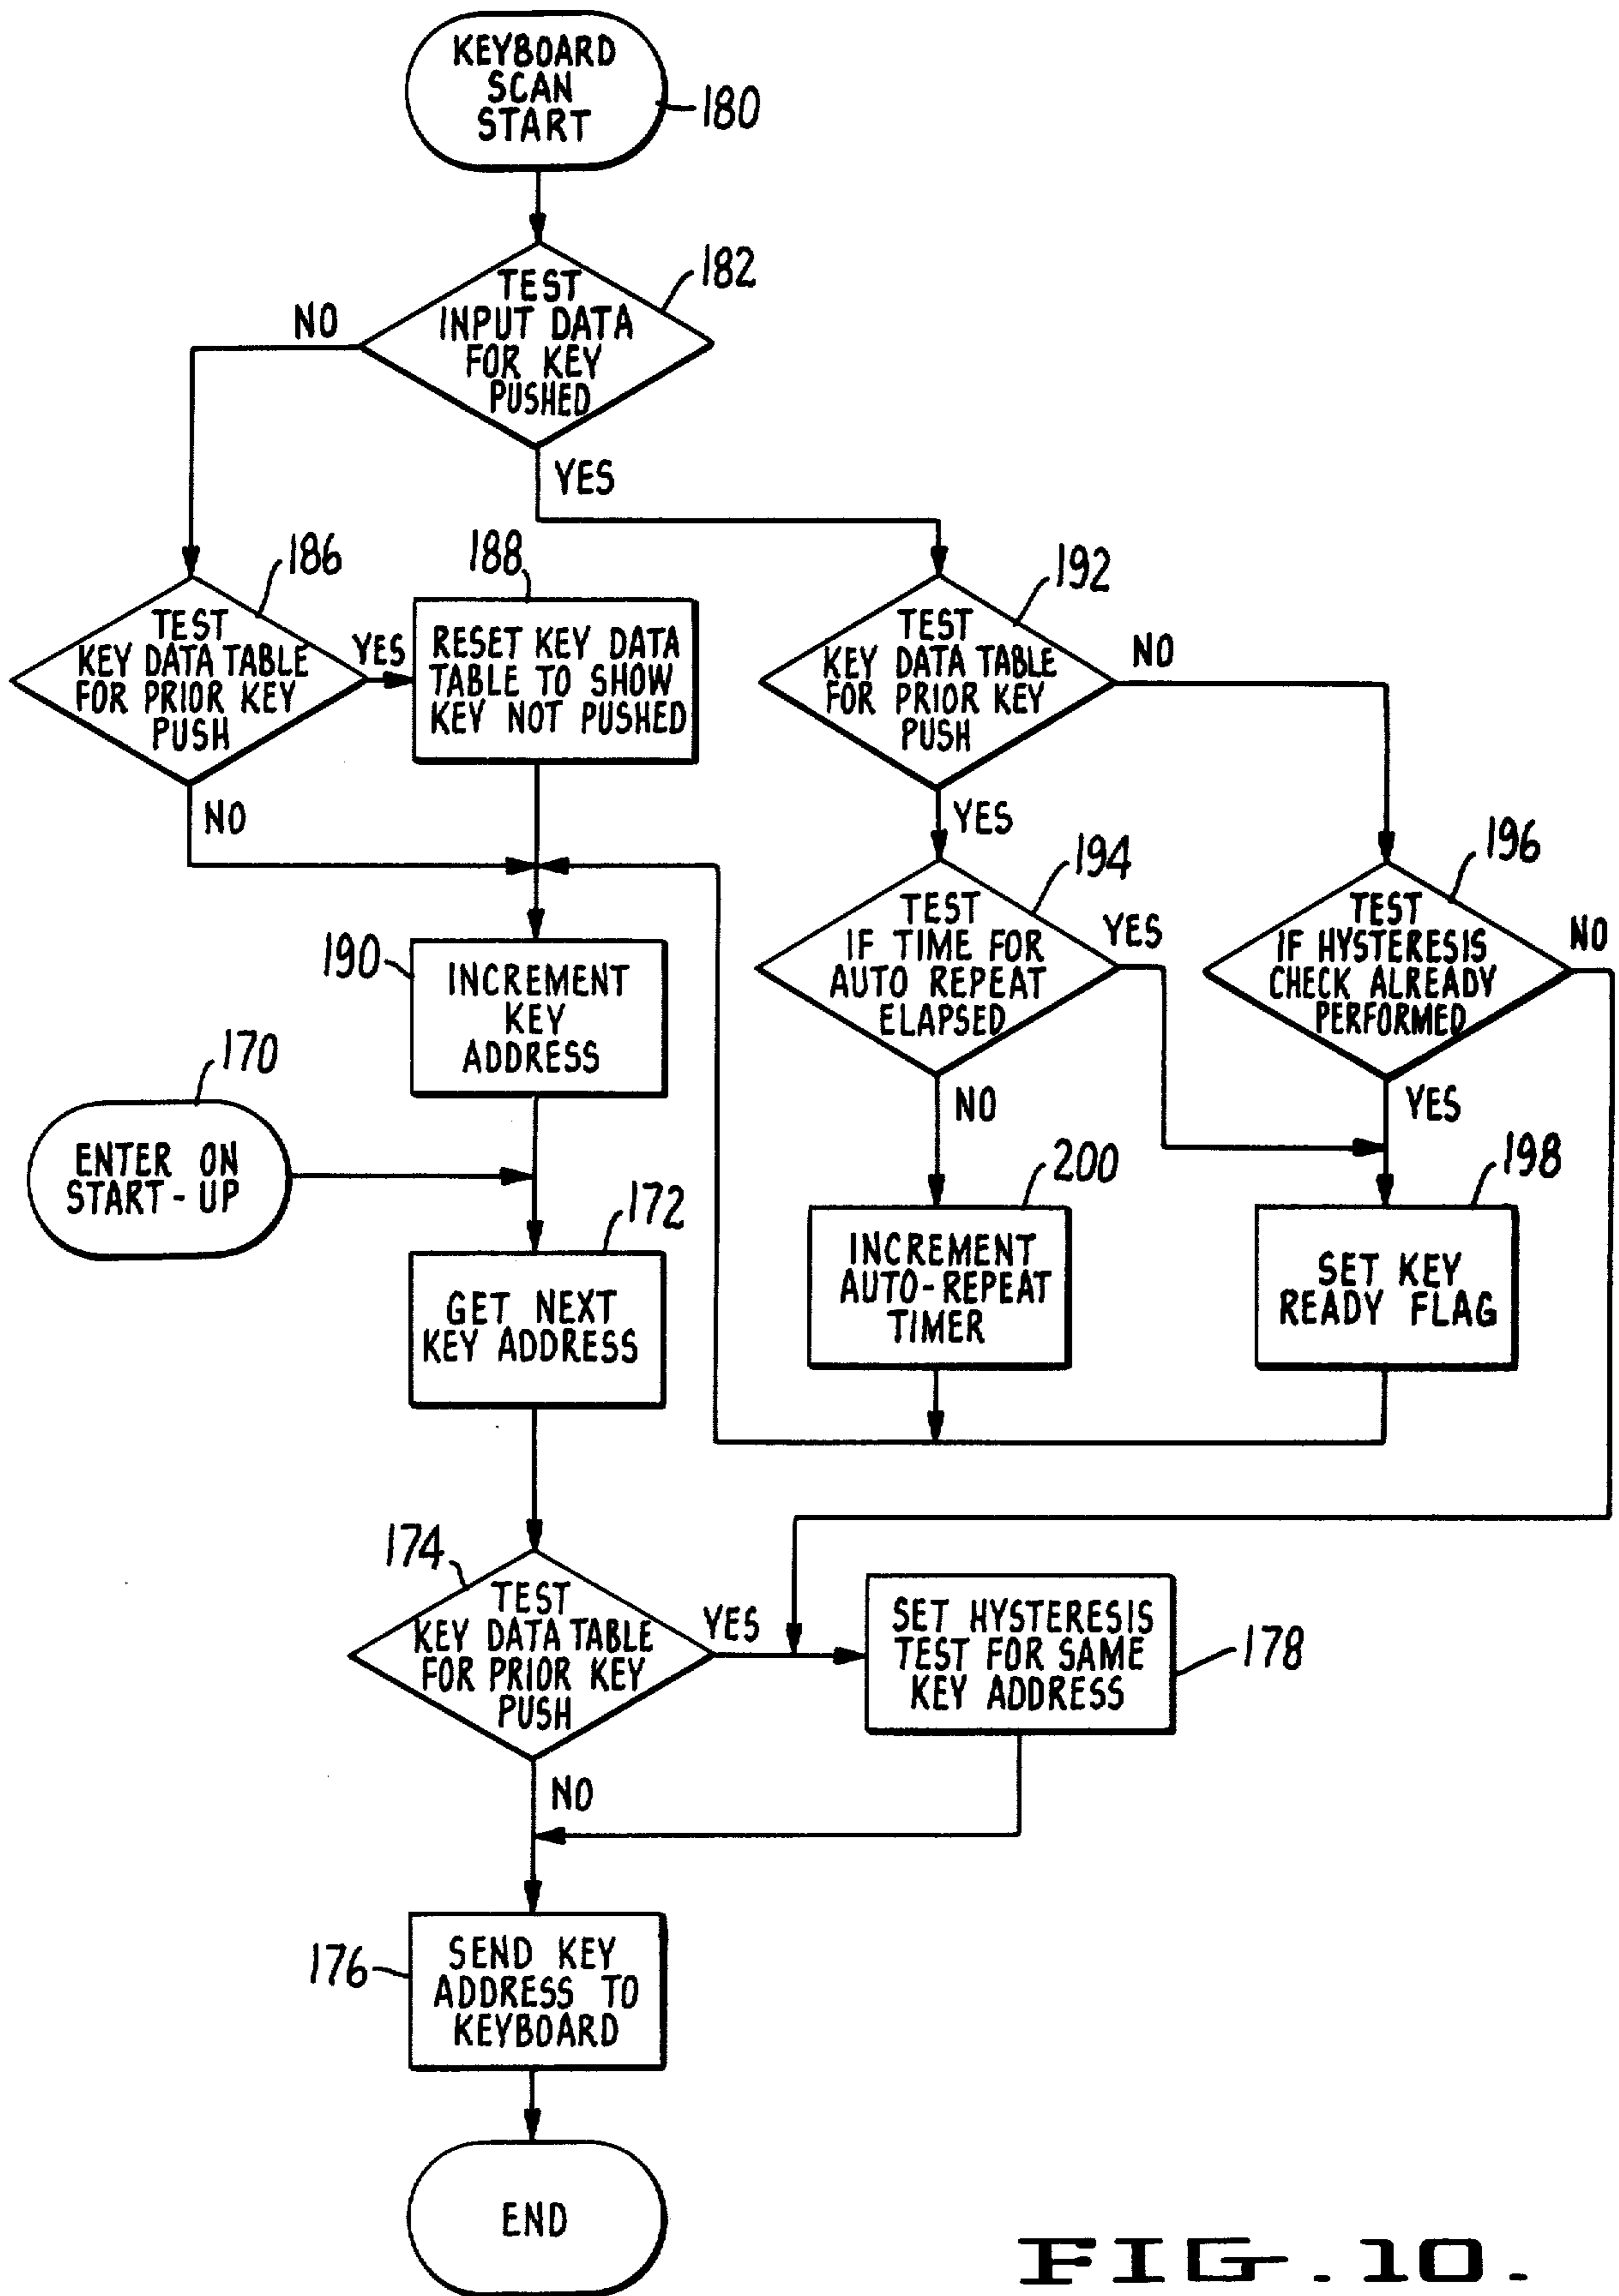 KEYBOARD
SCAN
START
180
TEST
INPUT DATA
FOR KEY
PUSHED
182
NO
YES
TEST
KEY DATA TABLE
FOR PRIOR KEY
PUSH
186
YES
NO
188
RESET KEY DATA
TABLE TO SHOW
KEY NOT PUSHED
192
TEST
KEY DATA TABLE
FOR PRIOR KEY
PUSH
NO
YES
194
TEST
IF TIME FOR
AUTO REPEAT
ELAPSED
YES
NO
196
TEST
IF HYSTERESIS
CHECK ALREADY
PERFORMED
NO
YES
190
INCREMENT
KEY
ADDRESS
170
ENTER ON
START-UP
172
GET NEXT
KEY ADDRESS
200
INCREMENT
AUTO-REPEAT
TIMER
198
SET KEY
READY FLAG
174
TEST
KEY DATA TABLE
FOR PRIOR KEY
PUSH
YES
NO
SET HYSTERESIS
TEST FOR SAME
KEY ADDRESS
178
176
SEND KEY
ADDRESS TO
KEYBOARD
END
FIG. 10.